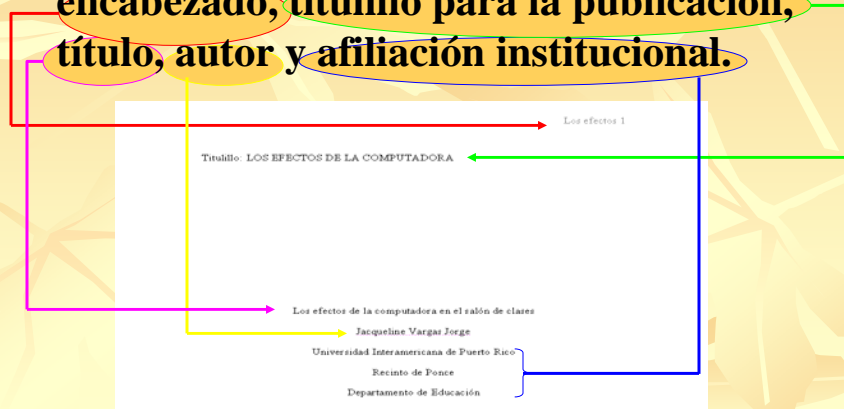 encabezado, titulillo para la publicación,
título, autor y afiliación institucional.
Los efectos 1
Titulillo: LOS EFECTOS DE LA COMPUTADORA
Los efectos de la computadora en el salón de clases
Jacqueline Vargas Jorge
Universidad Interamericana de Puerto Rico
Recinto de Ponce
Departamento de Educación